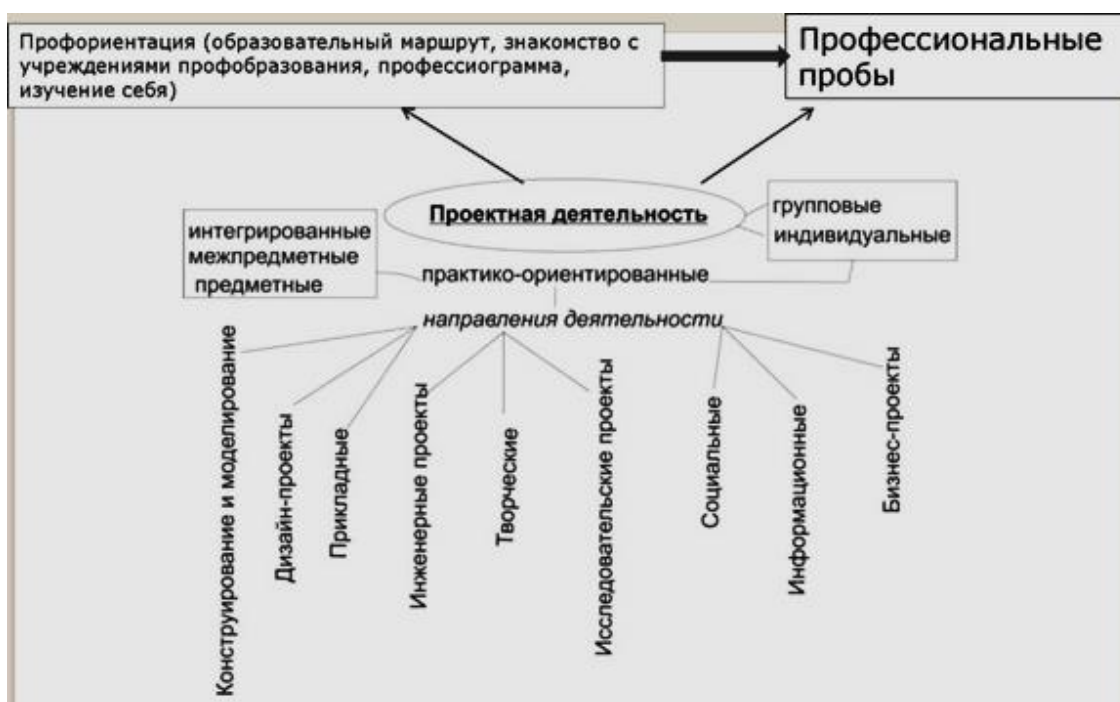 Профориентация (образовательный маршрут, знакомство с
учреждениями профобразования, профессиограмма,
изучение себя)
Профессиональные
пробы
Проектная деятельность
групповые
индивидуальные
интегрированные
межпредметные
предметные
практико-ориентированные
направления деятельности
Конструирование и моделирование
Дизайн-проекты
Прикладные
Инженерные проекты
Творческие
Исследовательские проекты
Социальные
Информационные
Бизнес-проекты